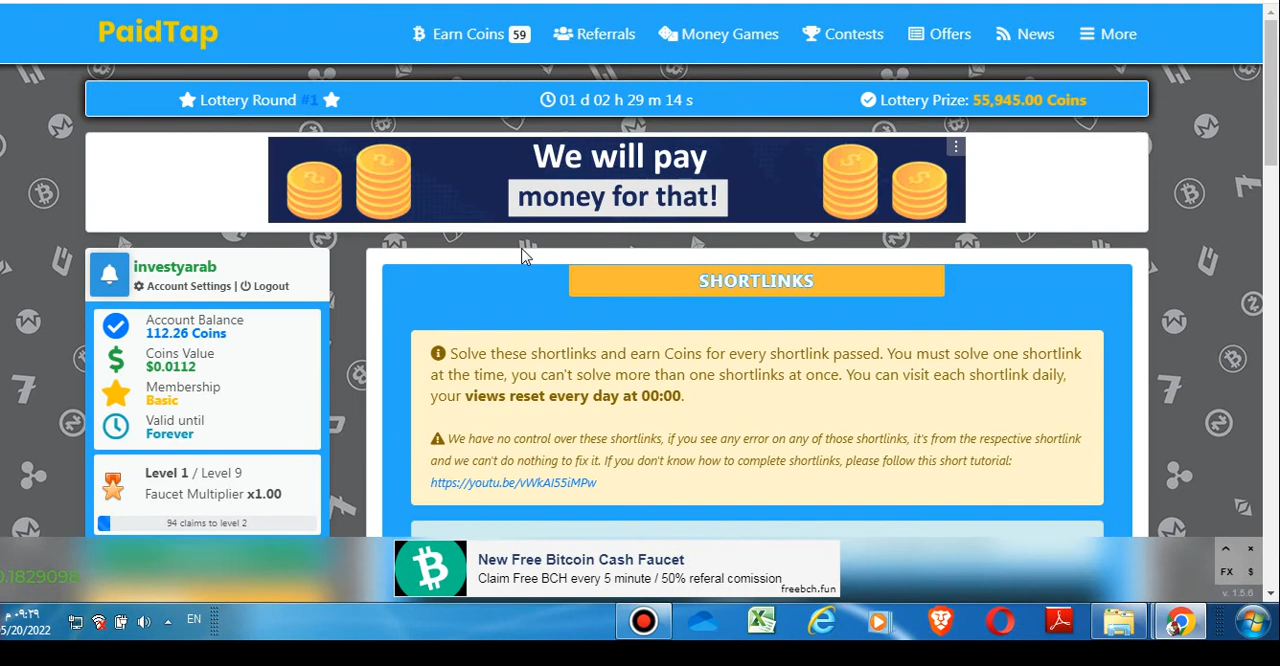 PaidTap
Earn Coins 59
Referrals
Money Games
Contests
Offers
News
More
Lottery Round #1
01 d 02 h 29 m 14 s
Lottery Prize: 55,945.00 Coins
We will pay
money for that!
investyarab
Account Settings | Logout
Account Balance
112.26 Coins
Coins Value
$0.0112
Membership
Basic
Valid until
Forever
Level 1 / Level 9
Faucet Multiplier x1.00
94 claims to level 2
SHORTLINKS
Solve these shortlinks and earn Coins for every shortlink passed. You must solve one shortlink
at the time, you can't solve more than one shortlinks at once. You can visit each shortlink daily,
your views reset every day at 00:00.
We have no control over these shortlinks, if you see any error on any of those shortlinks, it's from the respective shortlink
and we can't do nothing to fix it. If you don't know how to complete shortlinks, please follow this short tutorial:
https://youtu.be/vWkAI55iMPw
New Free Bitcoin Cash Faucet
Claim Free BCH every 5 minute / 50% referal comission
freebch.fun
0.1829098
FX $
v. 1.5.6
٠٩:٢٩ م
5/20/2022
EN